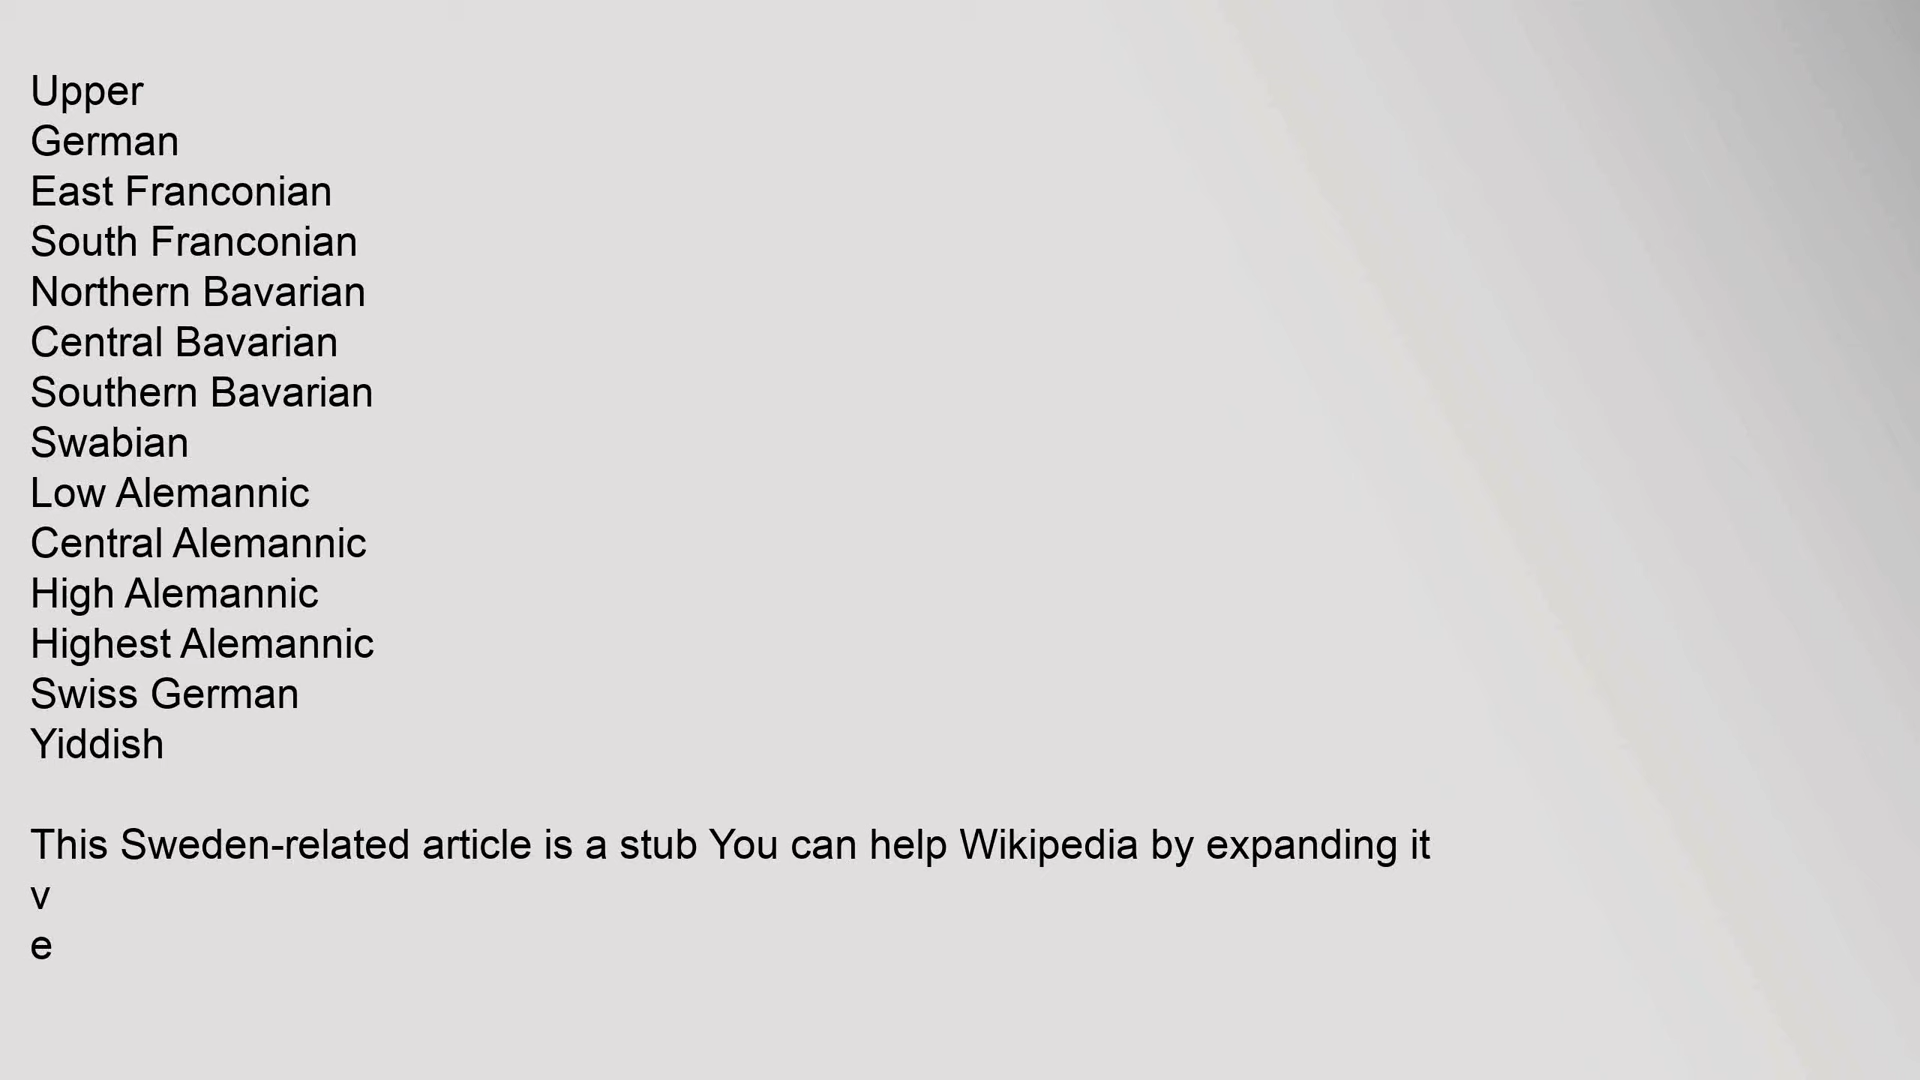 Upper
German
East Franconian
South Franconian
Northern Bavarian
Central Bavarian
Southern Bavarian
Swabian
Low Alemannic
Central Alemannic
High Alemannic
Highest Alemannic
Swiss German
Yiddish
This Sweden-related article is a stub You can help Wikipedia by expanding it
v
e